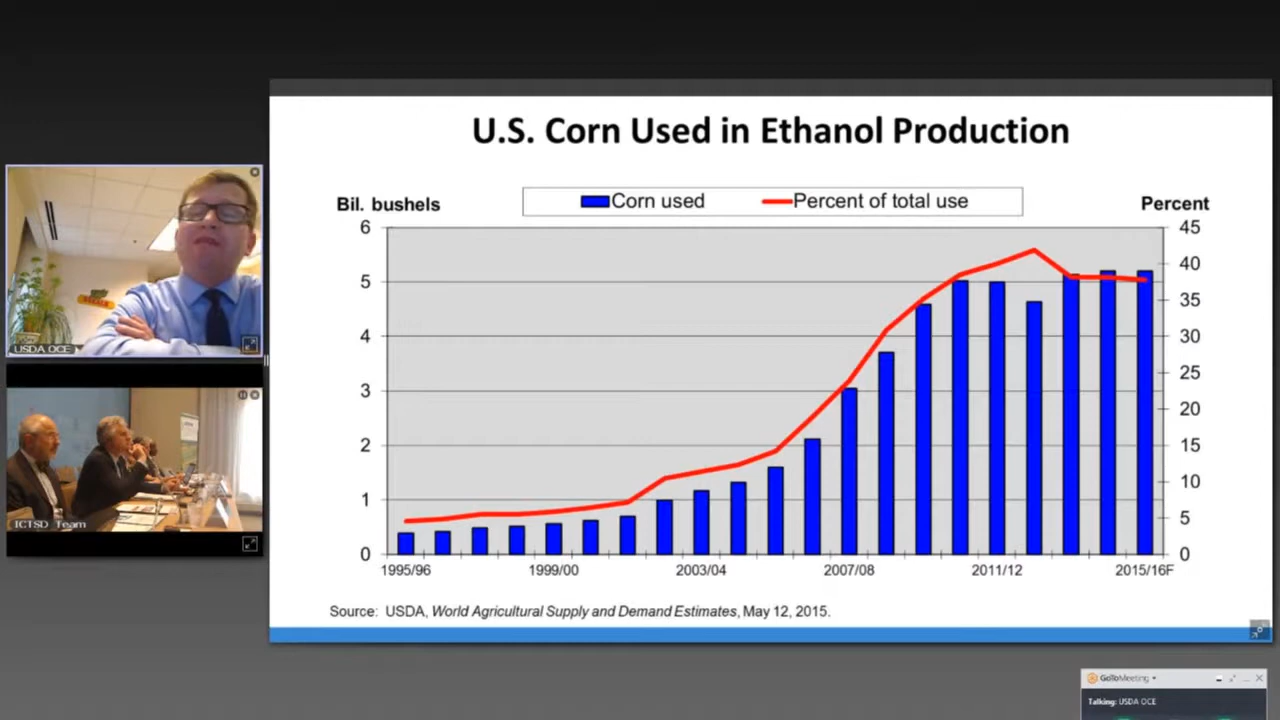 U.S. Corn Used in Ethanol Production
Bil. bushels
Corn used
Percent of total use
Percent
6
5
4
3
2
1
0
45
40
35
30
25
20
15
10
5
0
1995/96
1999/00
2003/04
2007/08
2011/12
2015/16F
Source: USDA, World Agricultural Supply and Demand Estimates, May 12, 2015.
USDA OCE
ICTSD Team
GoToMeeting
Talking: USDA OCE